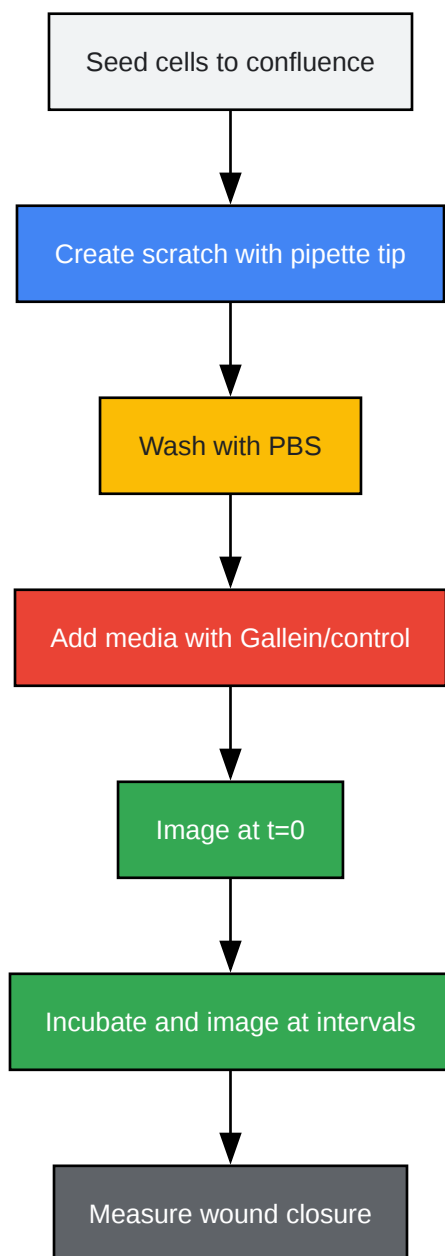 Seed cells to confluence
Create scratch with pipette tip
Wash with PBS
Add media with Gallein/control
Image at t=0
Incubate and image at intervals
Measure wound closure